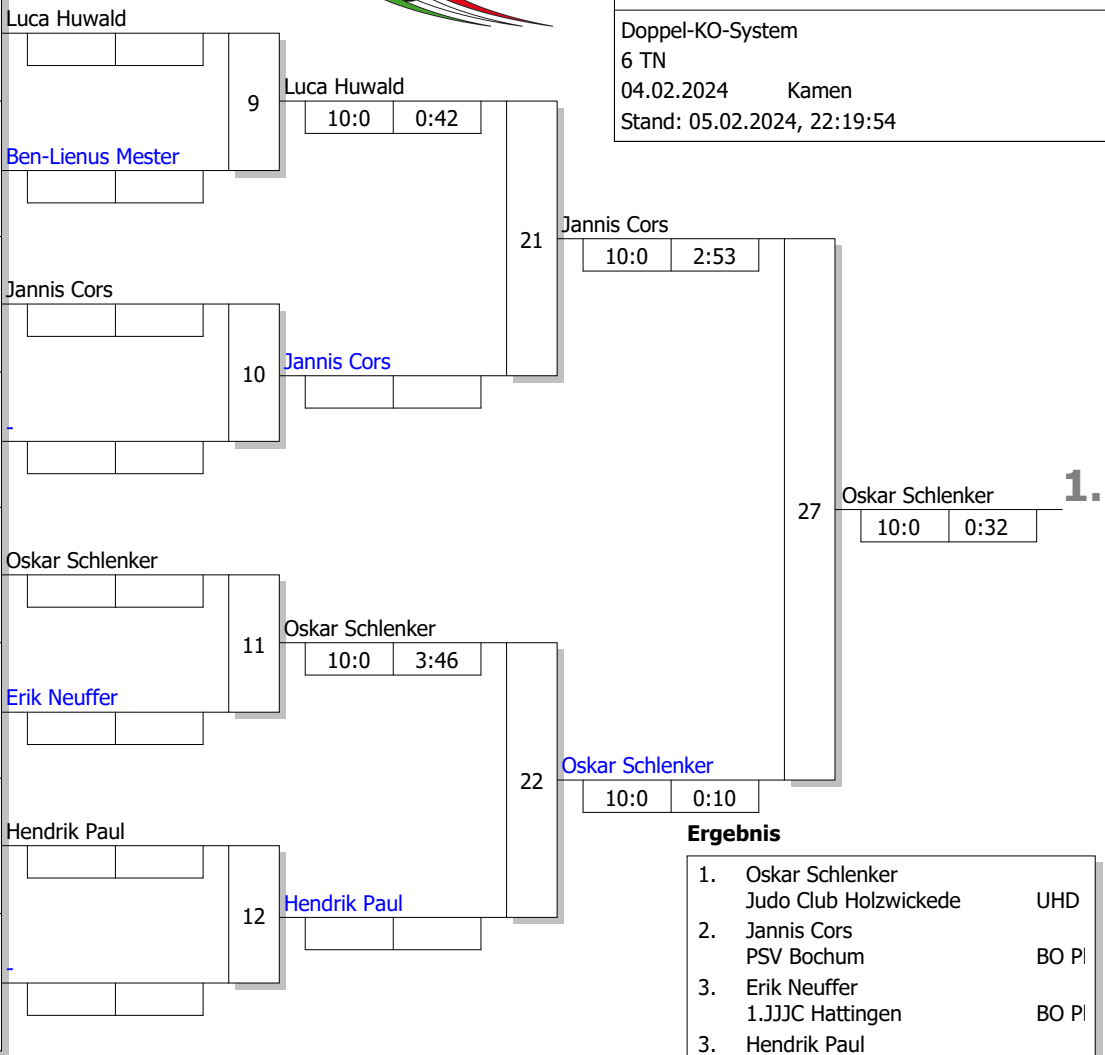 Luca Huwald
Doppel-KO-System
6 TN
04.02.2024 Kamen
Stand: 05.02.2024, 22:19:54
9
Luca Huwald
10:0 0:42
Ben-Lienus Mester
21
Jannis Cors
10:0 2:53
Jannis Cors
10
Jannis Cors
-
27
Oskar Schlenker
1.
10:0 0:32
Oskar Schlenker
11
Oskar Schlenker
10:0 3:46
Erik Neuffer
22
Oskar Schlenker
10:0 0:10
Hendrik Paul
12
Hendrik Paul
-
Ergebnis
1. Oskar Schlenker
Judo Club Holzwickede UHD
2. Jannis Cors
PSV Bochum BO
3. Erik Neuffer
1.JJJC Hattingen BO
3. Hendrik Paul